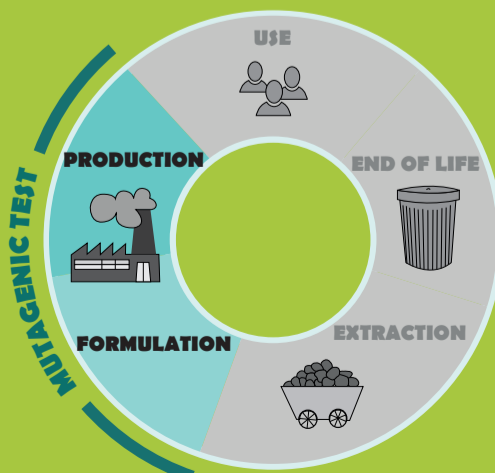 USE
PRODUCTION
END OF LIFE
MUTAGENIC TEST
FORMULATION
EXTRACTION